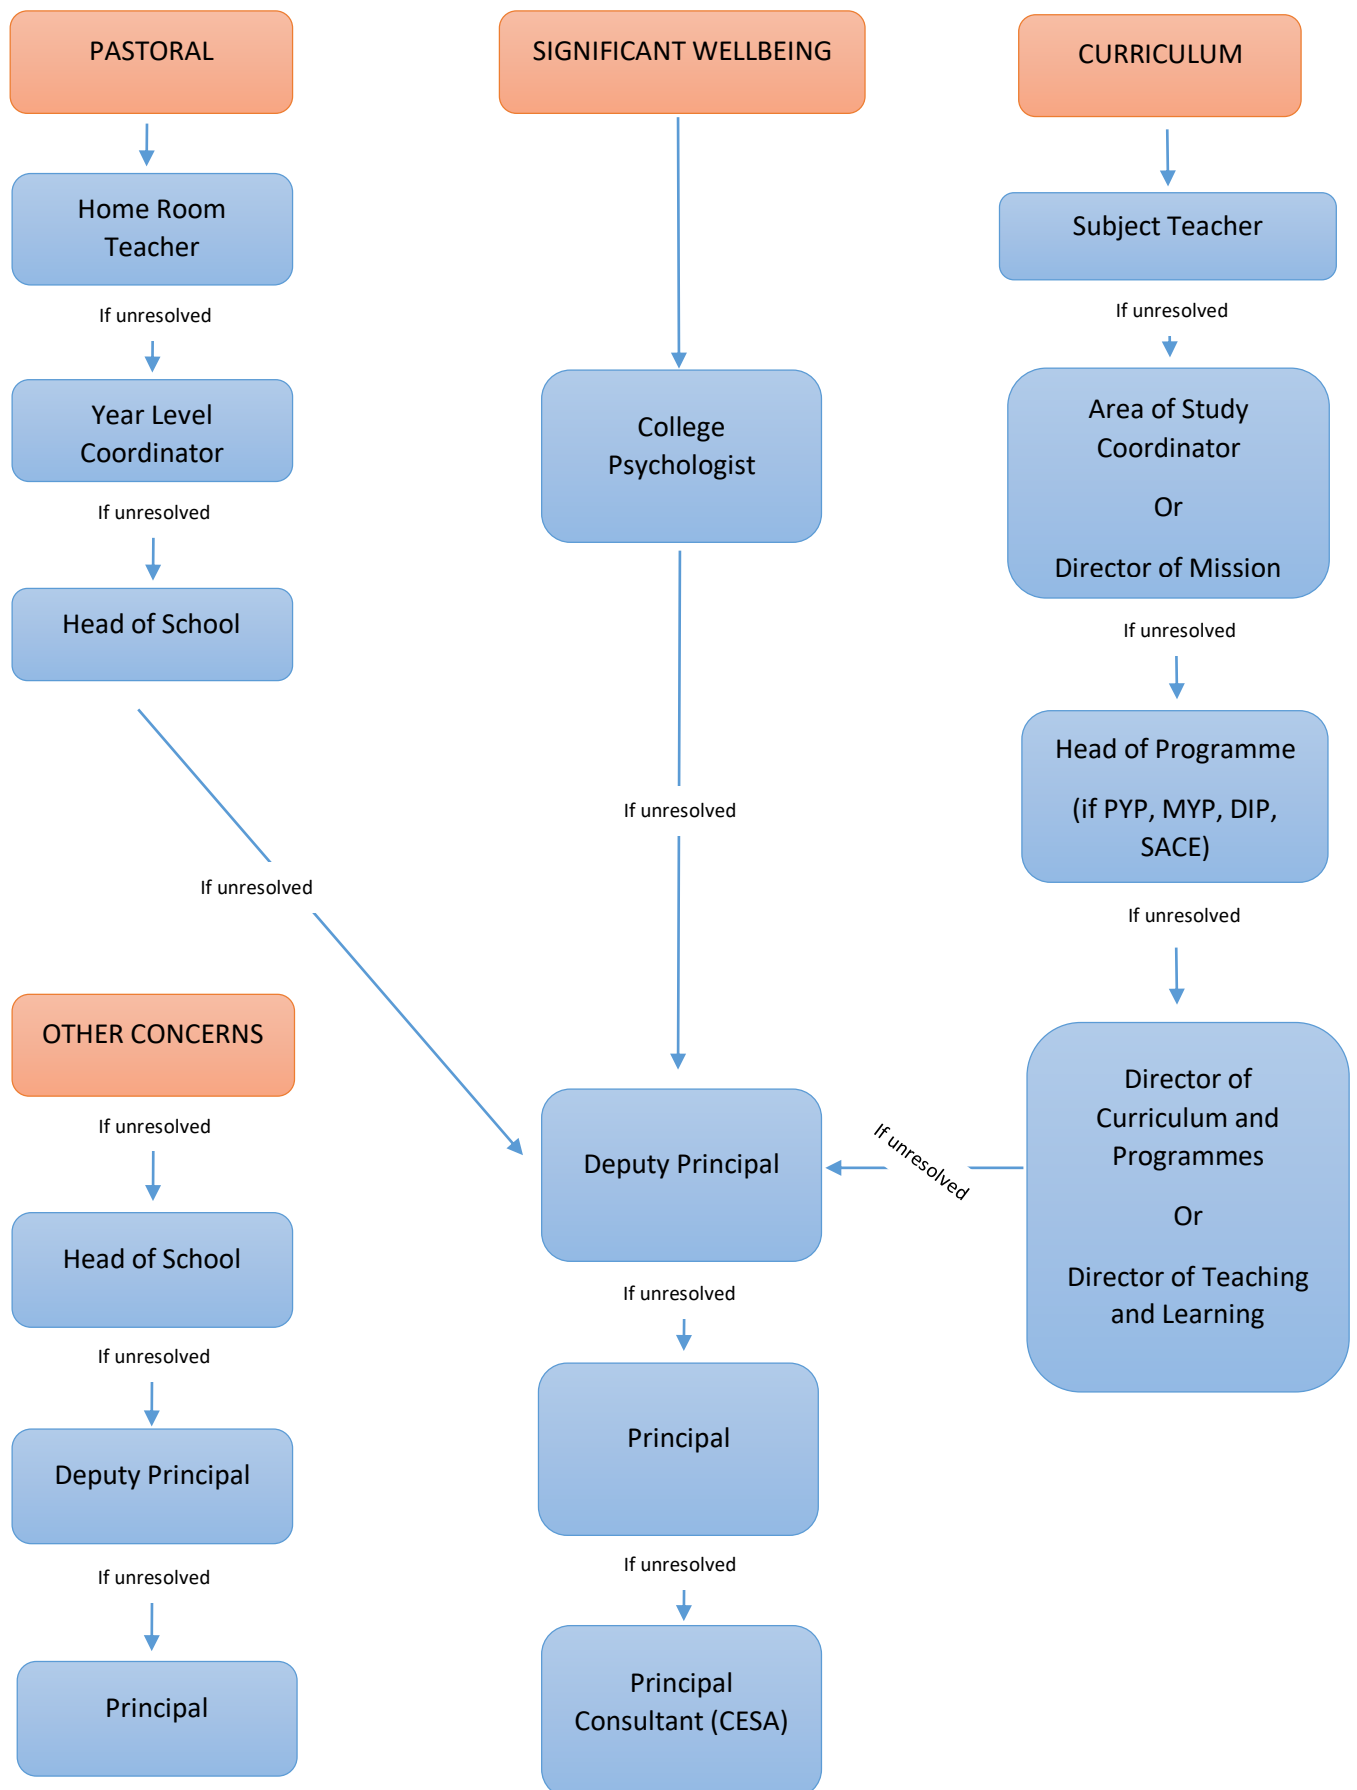 PASTORAL
Home Room
Teacher
If unresolved
Year Level
Coordinator
If unresolved
Head of School
If unresolved
SIGNIFICANT WELLBEING
College
Psychologist
If unresolved
CURRICULUM
Subject Teacher
If unresolved
Area of Study
Coordinator
Or
Director of Mission
If unresolved
Head of Programme
(if PYP, MYP, DIP,
SACE)
If unresolved
Director of
Curriculum and
Programmes
Or
Director of Teaching
and Learning
If unresolved
Deputy Principal
If unresolved
Principal
If unresolved
Principal
Consultant (CESA)
OTHER CONCERNS
If unresolved
Head of School
If unresolved
Deputy Principal
If unresolved
Principal